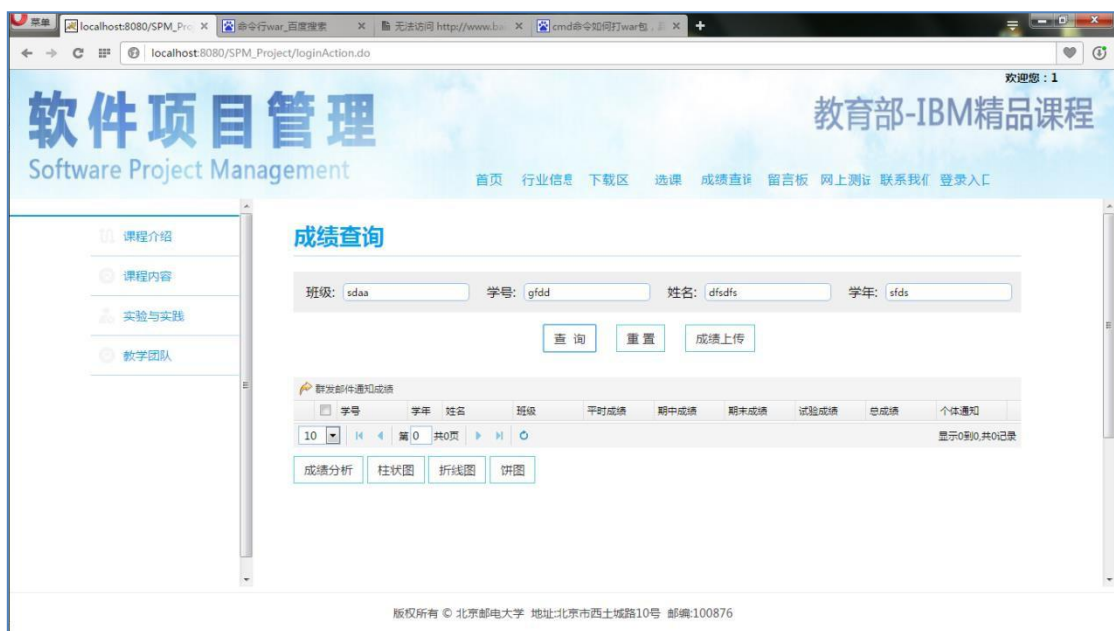 菜单 localhost:8080/SPM_Pro 命令行war_百度搜索 无法访问 http://www.bai cmd命令如何打war包，
localhost:8080/SPM_Project/loginAction.do
欢迎您：1
软件项目管理
教育部-IBM精品课程
Software Project Management
首页 行业信息 下载区 选课 成绩查询 留言板 网上测试 联系我们 登录入口
课程介绍
课程内容
实验与实践
教学团队
成绩查询
班级: sdaa 学号: gfdd 姓名: dfsdfs 学年: sfds
查 询 重 置 成绩上传
群发邮件通知成绩
学号 学年 姓名 班级 平时成绩 期中成绩 期末成绩 试验成绩 总成绩 个体通知
10 第 0 共0页 显示0到0,共0记录
成绩分析 柱状图 折线图 饼图
版权所有 © 北京邮电大学 地址:北京市西土城路10号 邮编:100876